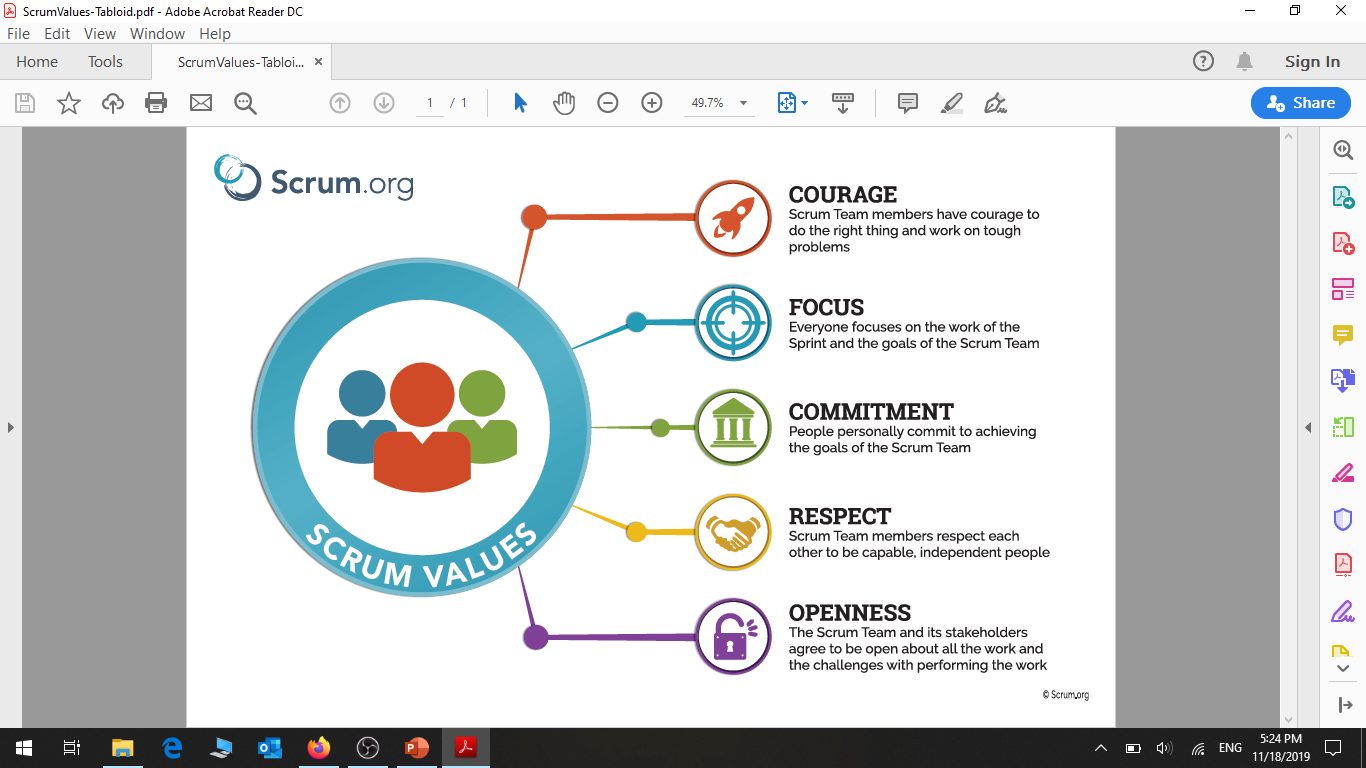 ScrumValues-Tabloid.pdf - Adobe Acrobat Reader DC
File Edit View Window Help
Home Tools ScrumValues-Tabloi... × Sign In
1 / 1 49.7% Share
Scrum.org
COURAGE
Scrum Team members have courage to
do the right thing and work on tough
problems
FOCUS
Everyone focuses on the work of the
Sprint and the goals of the Scrum Team
COMMITMENT
People personally commit to achieving
the goals of the Scrum Team
RESPECT
Scrum Team members respect each
other to be capable, independent people
SCRUM VALUES
OPENNESS
The Scrum Team and its stakeholders
agree to be open about all the work and
the challenges with performing the work
© Scrum.org
ENG 5:24 PM
11/18/2019